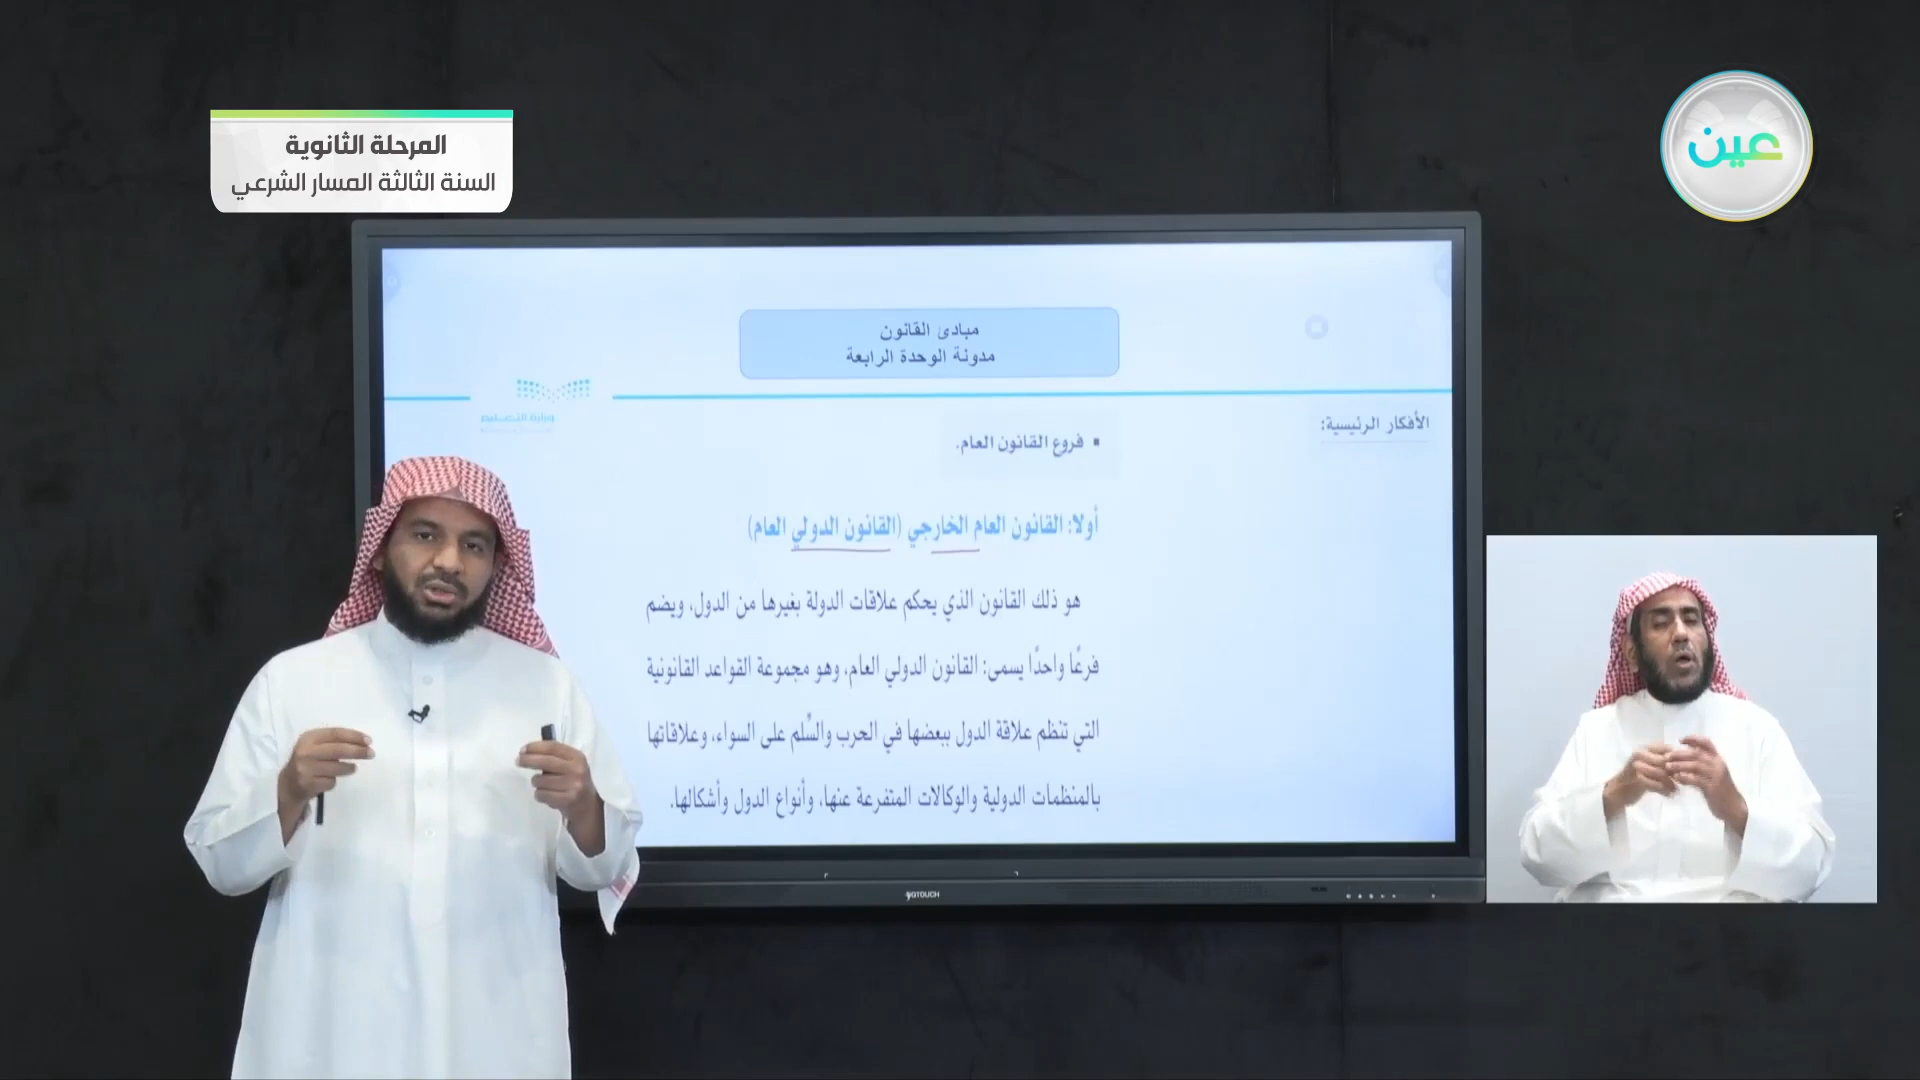 المرحلة الثانوية
السنة الثالثة المسار الشرعي
عين
مبادئ القانون
مدونة الوحدة الرابعة
وزارة التعليم
الأفكار الرئيسية:
▪ فروع القانون العام.
أولا: القانون العام الخارجي (القانون الدولي العام)
هو ذلك القانون الذي يحكم علاقات الدولة بغيرها من الدول، ويضم
فرعًا واحدًا يسمى: القانون الدولي العام، وهو مجموعة القواعد القانونية
التي تنظم علاقة الدول ببعضها في الحرب والسِّلم على السواء، وعلاقاتها
بالمنظمات الدولية والوكالات المتفرعة عنها، وأنواع الدول وأشكالها.